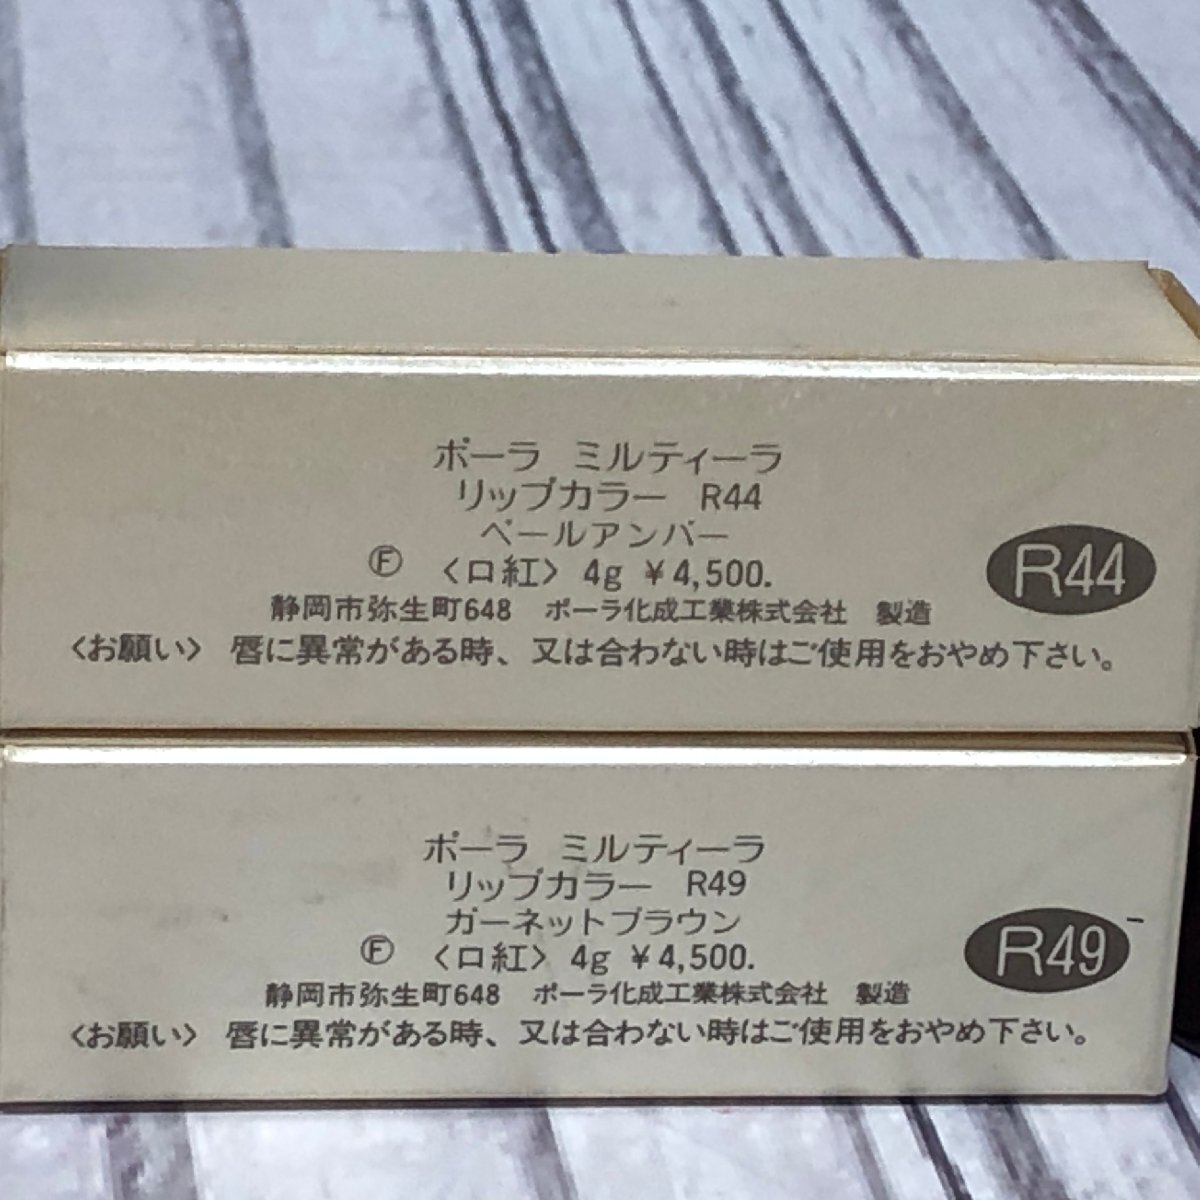 ポーラ ミルティーラ
リップカラー R44
ペールアンバー
Ⓕ 〈口紅〉 4g ¥4,500.
静岡市弥生町648 ポーラ化成工業株式会社 製造
〈お願い〉 唇に異常がある時、又は合わない時はご使用をおやめ下さい。
R44
ポーラ ミルティーラ
リップカラー R49
ガーネットブラウン
Ⓕ 〈口紅〉 4g ¥4,500.
静岡市弥生町648 ポーラ化成工業株式会社 製造
〈お願い〉 唇に異常がある時、又は合わない時はご使用をおやめ下さい。
R49